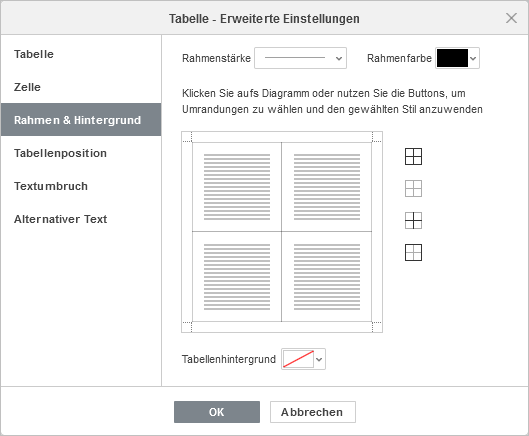 Tabelle - Erweiterte Einstellungen
Tabelle
Zelle
Rahmen & Hintergrund
Tabellenposition
Textumbruch
Alternativer Text
Rahmenstärke
Rahmenfarbe
Klicken Sie aufs Diagramm oder nutzen Sie die Buttons, um
Umrandungen zu wählen und den gewählten Stil anzuwenden
Tabellenhintergrund
OK
Abbrechen